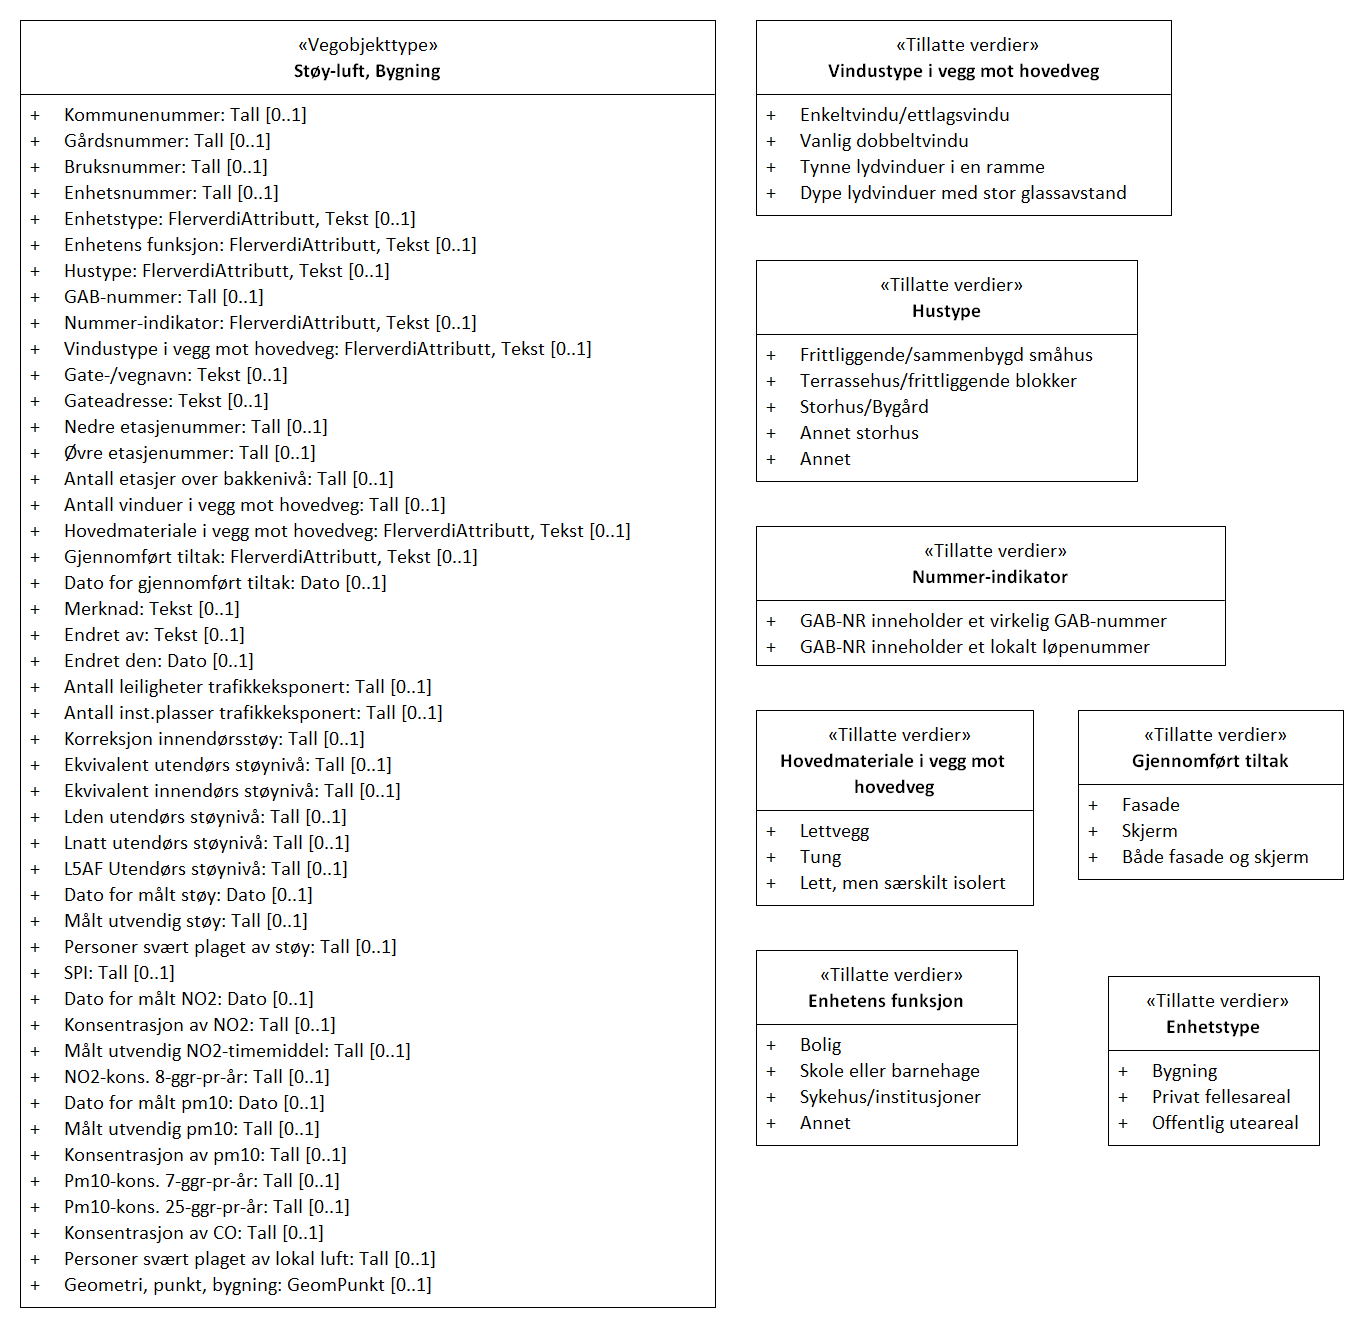 «Vegobjekttype»
Støy-luft, Bygning
+ Kommunenummer: Tall [0..1]
+ Gårdsnummer: Tall [0..1]
+ Bruksnummer: Tall [0..1]
+ Enhetsnummer: Tall [0..1]
+ Enhetstype: FlerverdiAttributt, Tekst [0..1]
+ Enhetens funksjon: FlerverdiAttributt, Tekst [0..1]
+ Hustype: FlerverdiAttributt, Tekst [0..1]
+ GAB-nummer: Tall [0..1]
+ Nummer-indikator: FlerverdiAttributt, Tekst [0..1]
+ Vindustype i vegg mot hovedveg: FlerverdiAttributt, Tekst [0..1]
+ Gate-/vegnavn: Tekst [0..1]
+ Gateadresse: Tekst [0..1]
+ Nedre etasjenummer: Tall [0..1]
+ Øvre etasjenummer: Tall [0..1]
+ Antall etasjer over bakkenivå: Tall [0..1]
+ Antall vinduer i vegg mot hovedveg: Tall [0..1]
+ Hovedmateriale i vegg mot hovedveg: FlerverdiAttributt, Tekst [0..1]
+ Gjennomført tiltak: FlerverdiAttributt, Tekst [0..1]
+ Dato for gjennomført tiltak: Dato [0..1]
+ Merknad: Tekst [0..1]
+ Endret av: Tekst [0..1]
+ Endret den: Dato [0..1]
+ Antall leiligheter trafikkeksponert: Tall [0..1]
+ Antall inst.plasser trafikkeksponert: Tall [0..1]
+ Korreksjon innendørsstøy: Tall [0..1]
+ Ekvivalent utendørs støynivå: Tall [0..1]
+ Ekvivalent innendørs støynivå: Tall [0..1]
+ Lden utendørs støynivå: Tall [0..1]
+ Lnatt utendørs støynivå: Tall [0..1]
+ L5AF Utendørs støynivå: Tall [0..1]
+ Dato for målt støy: Dato [0..1]
+ Målt utvendig støy: Tall [0..1]
+ Personer svært plaget av støy: Tall [0..1]
+ SPI: Tall [0..1]
+ Dato for målt NO2: Dato [0..1]
+ Konsentrasjon av NO2: Tall [0..1]
+ Målt utvendig NO2-timemiddel: Tall [0..1]
+ NO2-kons. 8-ggr-pr-år: Tall [0..1]
+ Dato for målt pm10: Dato [0..1]
+ Målt utvendig pm10: Tall [0..1]
+ Konsentrasjon av pm10: Tall [0..1]
+ Pm10-kons. 7-ggr-pr-år: Tall [0..1]
+ Pm10-kons. 25-ggr-pr-år: Tall [0..1]
+ Konsentrasjon av CO: Tall [0..1]
+ Personer svært plaget av lokal luft: Tall [0..1]
+ Geometri, punkt, bygning: GeomPunkt [0..1]
«Tillatte verdier»
Vindustype i vegg mot hovedveg
+ Enkeltvindu/ettlagsvindu
+ Vanlig dobbeltvindu
+ Tynne lydvinduer i en ramme
+ Dype lydvinduer med stor glassavstand
«Tillatte verdier»
Hustype
+ Frittliggende/sammenbygd småhus
+ Terrassehus/frittliggende blokker
+ Storhus/Bygård
+ Annet storhus
+ Annet
«Tillatte verdier»
Nummer-indikator
+ GAB-NR inneholder et virkelig GAB-nummer
+ GAB-NR inneholder et lokalt løpenummer
«Tillatte verdier»
Hovedmateriale i vegg mot
hovedveg
+ Lettvegg
+ Tung
+ Lett, men særskilt isolert
«Tillatte verdier»
Gjennomført tiltak
+ Fasade
+ Skjerm
+ Både fasade og skjerm
«Tillatte verdier»
Enhetens funksjon
+ Bolig
+ Skole eller barnehage
+ Sykehus/institusjoner
+ Annet
«Tillatte verdier»
Enhetstype
+ Bygning
+ Privat fellesareal
+ Offentlig uteareal